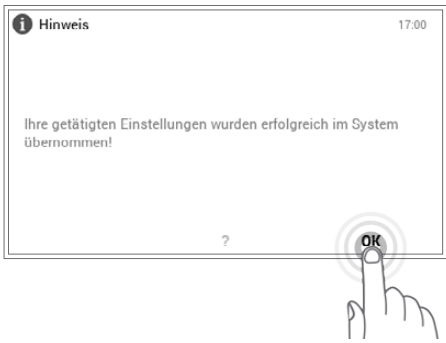 i Hinweis 17:00
Ihre getätigten Einstellungen wurden erfolgreich im System
übernommen!
? OK